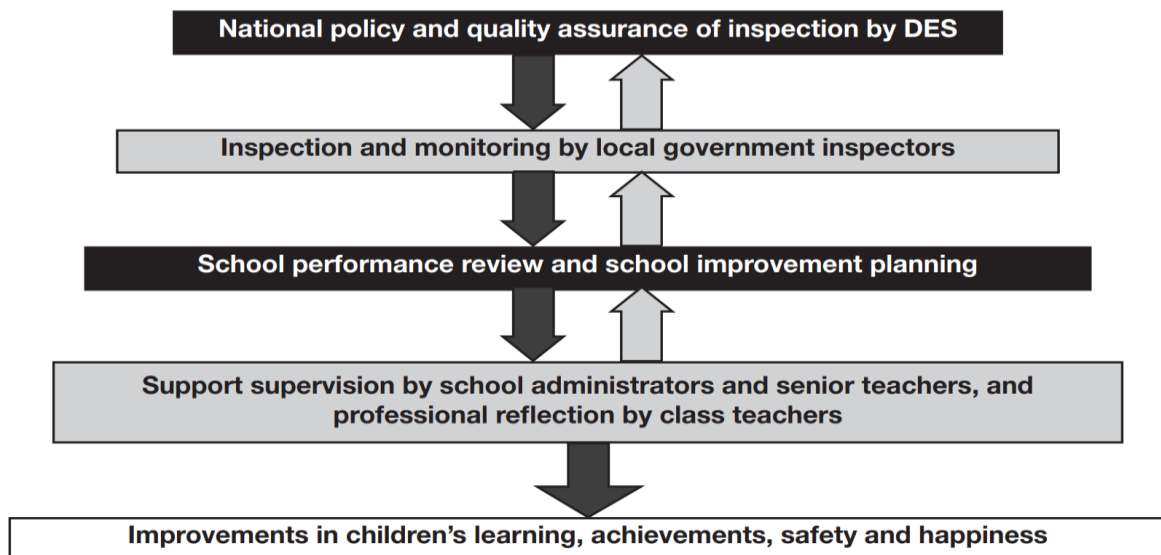 National policy and quality assurance of inspection by DES
Inspection and monitoring by local government inspectors
School performance review and school improvement planning
Support supervision by school administrators and senior teachers, and
professional reflection by class teachers
Improvements in children’s learning, achievements, safety and happiness